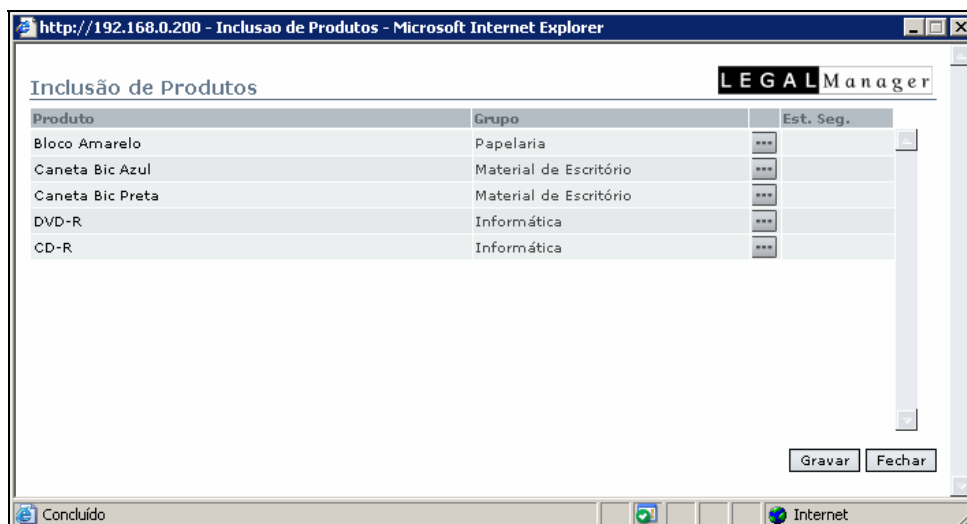 http://192.168.0.200 - Inclusao de Produtos - Microsoft Internet Explorer
LEGALManager
Inclusão de Produtos
Produto Grupo Est. Seg.
Bloco Amarelo Papelaria ...
Caneta Bic Azul Material de Escritório ...
Caneta Bic Preta Material de Escritório ...
DVD-R Informática ...
CD-R Informática ...
Gravar Fechar
Concluído Internet